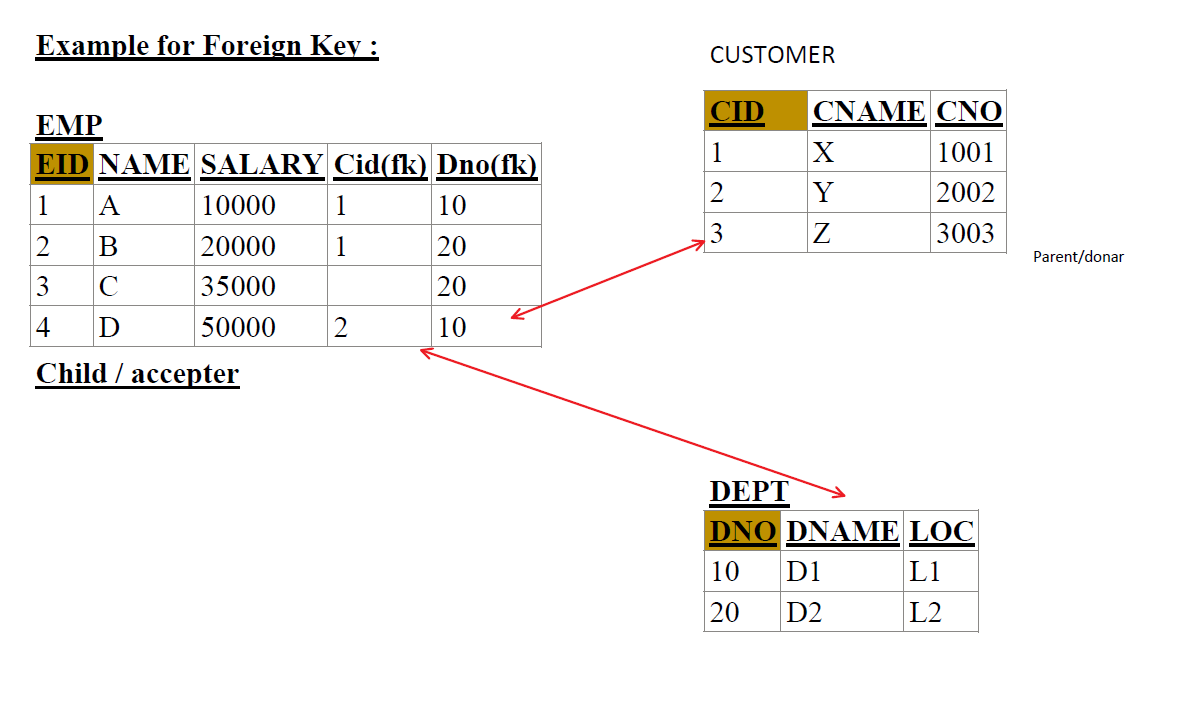 Example for Foreign Key :
EMP
EID NAME SALARY Cid(fk) Dno(fk)
1 A 10000 1 10
2 B 20000 1 20
3 C 35000 20
4 D 50000 2 10
Child / accepter
CUSTOMER
CID CNAME CNO
1 X 1001
2 Y 2002
3 Z 3003
Parent/donar
DEPT
DNO DNAME LOC
10 D1 L1
20 D2 L2